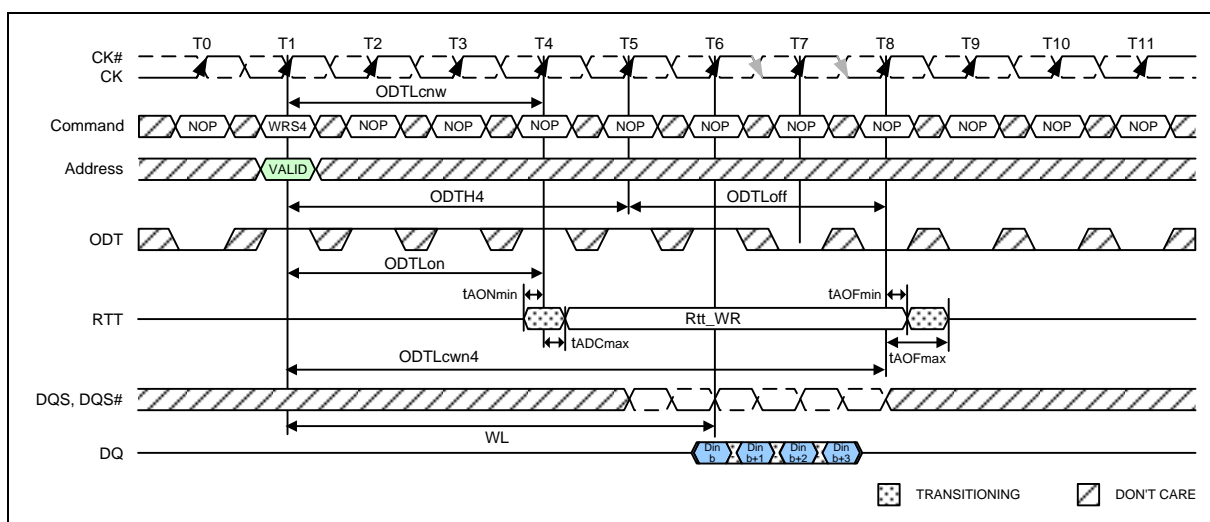 T0 T1 T2 T3 T4 T5 T6 T7 T8 T9 T10 T11
CK#
CK
ODTLcnw
Command NOP WRS4 NOP NOP NOP NOP NOP NOP NOP NOP NOP NOP
Address VALID
ODTH4 ODTLoff
ODT
ODTLon
tAONmin tAOFmin
RTT Rtt_WR
tADCmax
tAOFmax
ODTLcwn4
DQS, DQS#
WL
DQ Din b Din b+1 Din b+2 Din b+3
TRANSITIONING DON'T CARE